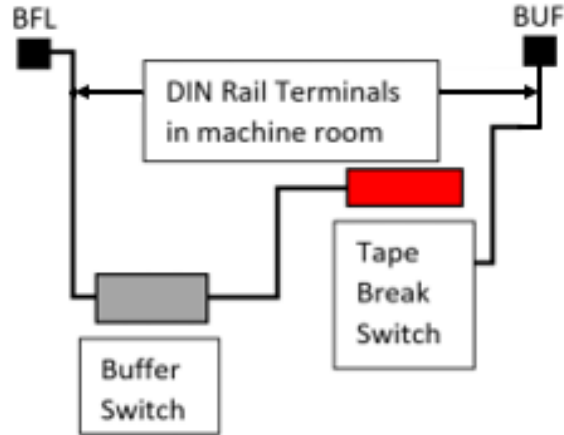 BFL
BUF
DIN Rail Terminals
in machine room
Tape
Break
Switch
Buffer
Switch